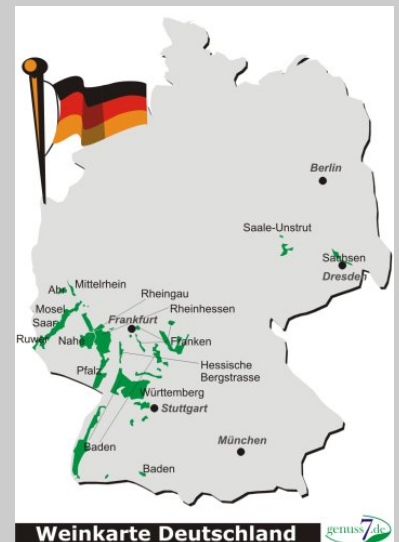 Berlin
Saale-Unstrut
Sachsen
Dresden
Ahr
Mittelrhein
Rheingau
Mosel-
Saar-
Ruwer
Frankfurt
Rheinhessen
Nahe
Franken
Pfalz
Hessische
Bergstrasse
Württemberg
Stuttgart
Baden
München
Baden
Weinkarte Deutschland
genuss7.de